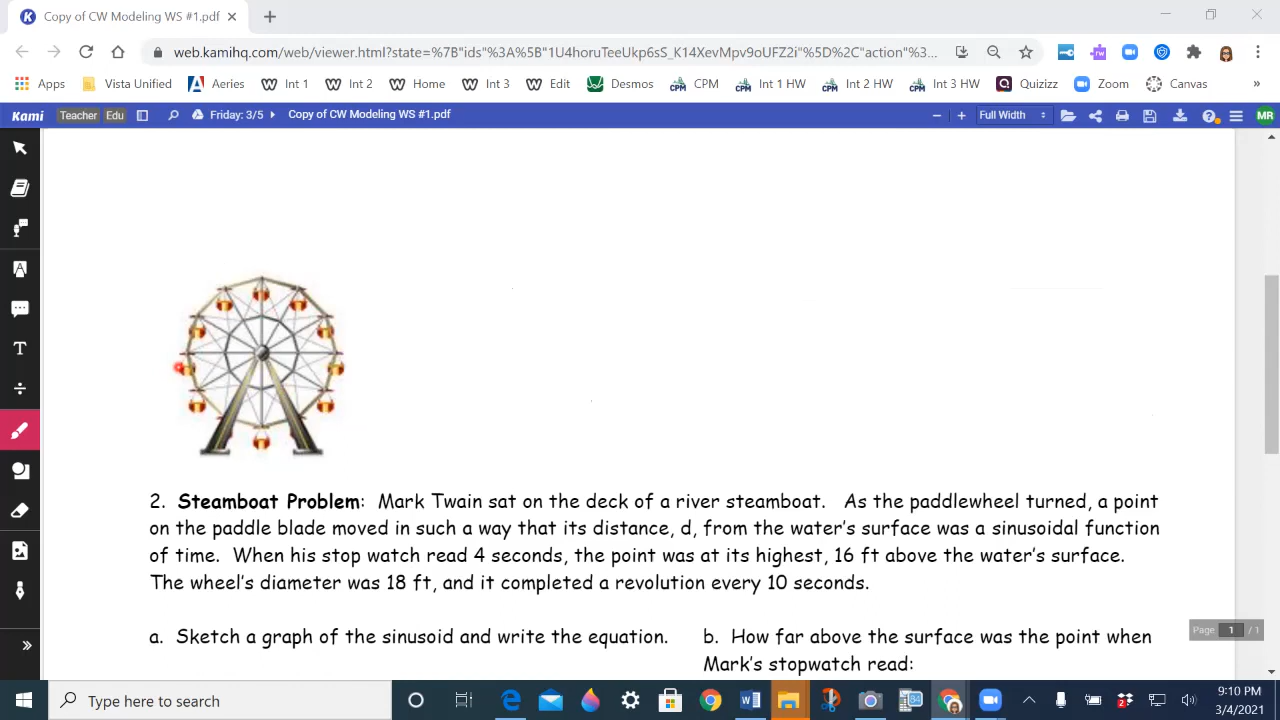 Copy of CW Modeling WS #1.pdf
web.kamihq.com/web/viewer.html?state=%7B"ids"%3A%5B"1U4horuTeeUkp6sS_K14XevMpv9oUFZ2i"%5D%2C"action"%3...
Apps Vista Unified Aeries Int 1 Int 2 Home Int 3 Edit Desmos CPM Int 1 HW Int 2 HW Int 3 HW Quizizz Zoom Canvas »
Kami Teacher Edu Friday: 3/5 Copy of CW Modeling WS #1.pdf Full Width MR
2. Steamboat Problem: Mark Twain sat on the deck of a river steamboat. As the paddlewheel turned, a point
on the paddle blade moved in such a way that its distance, d, from the water's surface was a sinusoidal function
of time. When his stop watch read 4 seconds, the point was at its highest, 16 ft above the water's surface.
The wheel's diameter was 18 ft, and it completed a revolution every 10 seconds.
a. Sketch a graph of the sinusoid and write the equation.
b. How far above the surface was the point when
Mark's stopwatch read:
Page 1 / 1
Type here to search
9:10 PM
3/4/2021